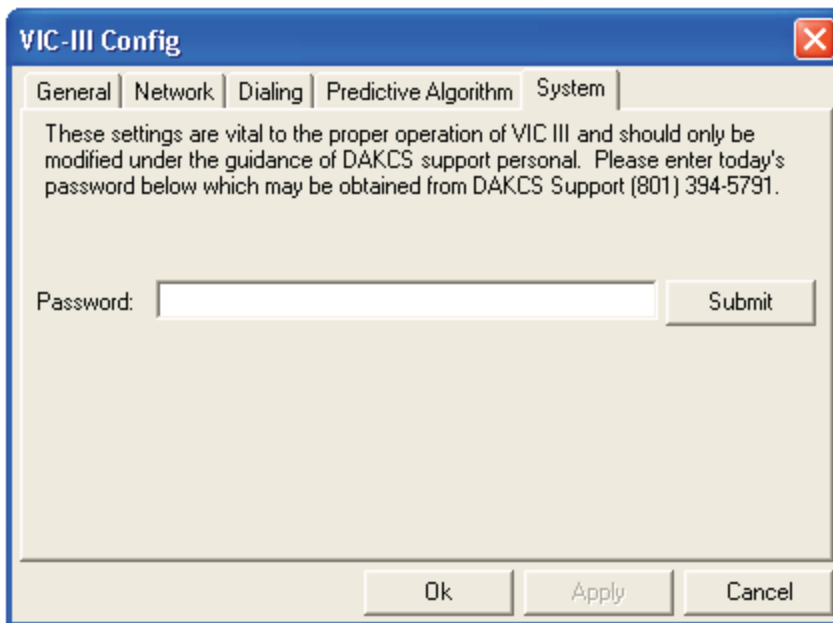 VIC-III Config
General Network Dialing Predictive Algorithm System
These settings are vital to the proper operation of VIC III and should only be
modified under the guidance of DAKCS support personal. Please enter today's
password below which may be obtained from DAKCS Support (801) 394-5791.
Password: Submit
Ok Apply Cancel